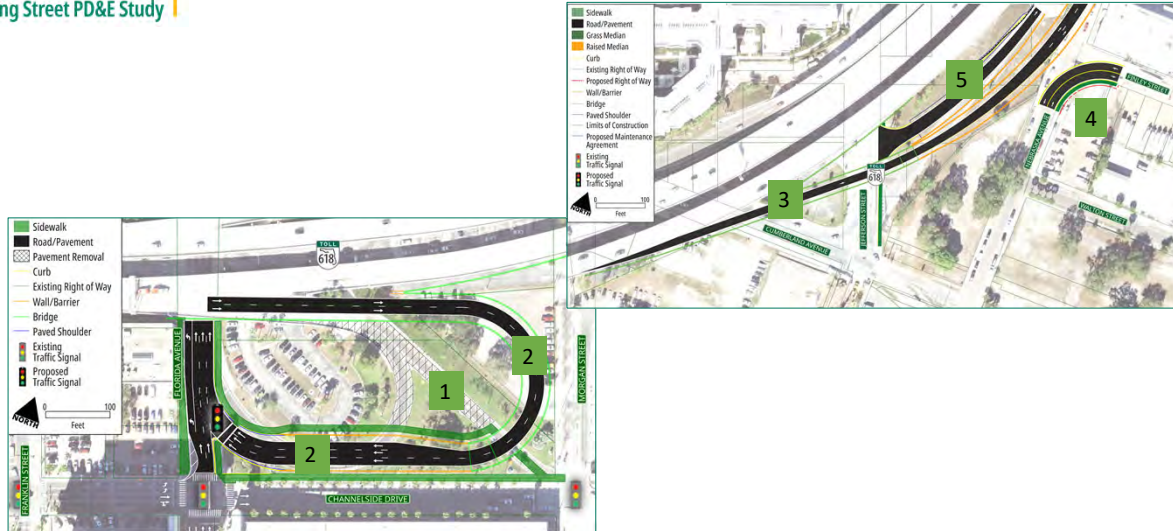 ng Street PD&E Study
Sidewalk
Road/Pavement
Grass Median
Raised Median
Curb
Existing Right of Way
Proposed Right of Way
Wall/Barrier
Bridge
Paved Shoulder
Limits of Construction
Proposed Maintenance
Agreement
Existing
Traffic Signal
Proposed
Traffic Signal
NORTH
0 100
Feet
5
FINLEY STREET
4
NEBRASKA AVENUE
TOLL
618
3
JEFFERSON STREET
WALTON STREET
CUMBERLAND AVENUE
Sidewalk
Road/Pavement
Pavement Removal
Curb
Existing Right of Way
Wall/Barrier
Bridge
Paved Shoulder
Existing
Traffic Signal
Proposed
Traffic Signal
NORTH
0 100
Feet
TOLL
618
FLORIDA AVENUE
2
MORGAN STREET
1
2
FRANKLIN STREET
CHANNELSIDE DRIVE